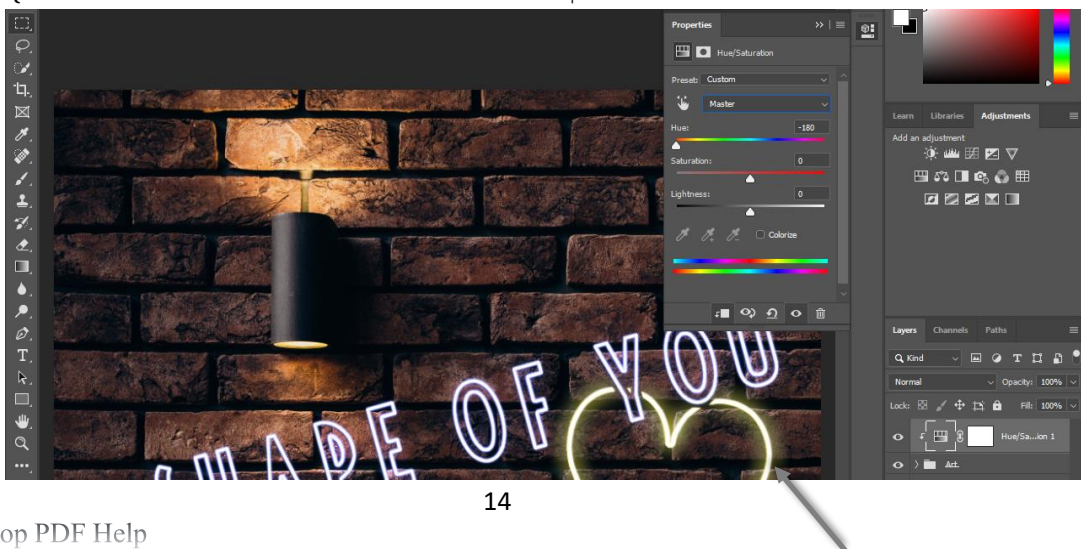 Properties
Hue/Saturation
Preset: Custom
Master
Hue: -180
Saturation: 0
Lightness: 0
Colorize
Learn Libraries Adjustments
Add an adjustment
Layers Channels Paths
Kind
Normal Opacity: 100%
Lock: Fill: 100%
Hue/Sa...ion 1
Art.
OF YOU
14
op PDF Help